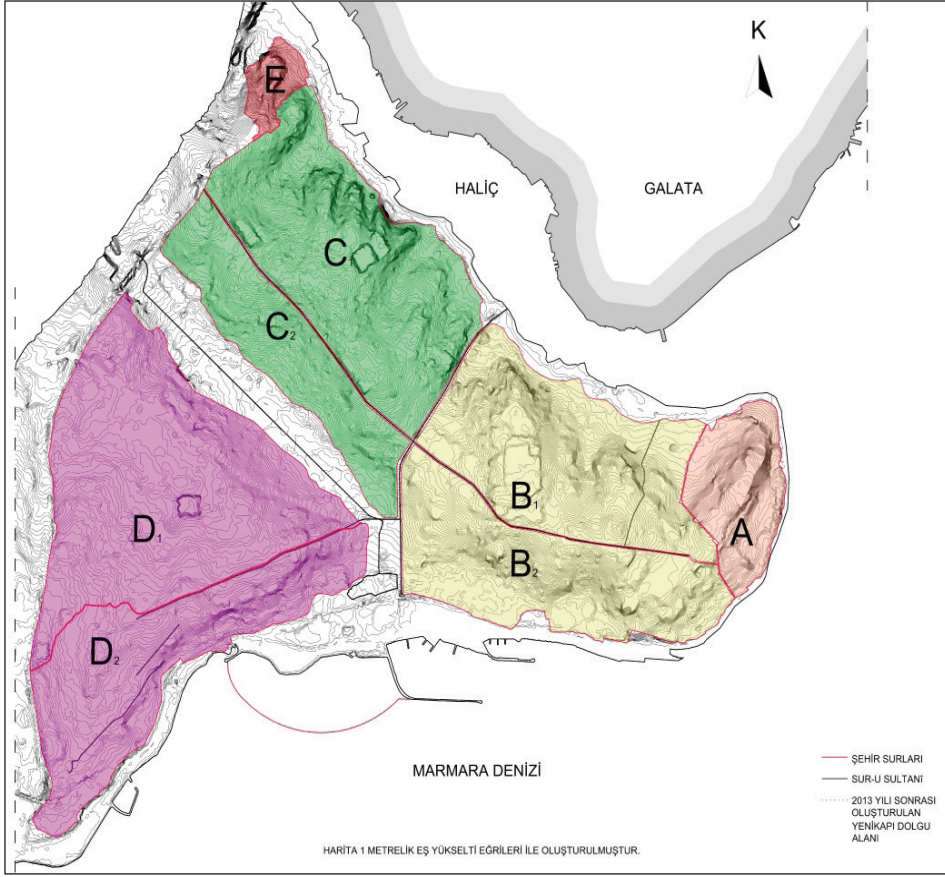 K
E
HALİÇ
GALATA
C
C₂
B₁
A
D₁
B₂
D₂
MARMARA DENİZİ
ŞEHİR SURLARI
SUR-U SULTANİ
2013 YILI SONRASI
OLUŞTURULAN
YENİKAPI DOLGU
ALANI
HARİTA 1 METRELİK EŞ YÜKSELTİ EĞRİLERİ İLE OLUŞTURULMUŞTUR.